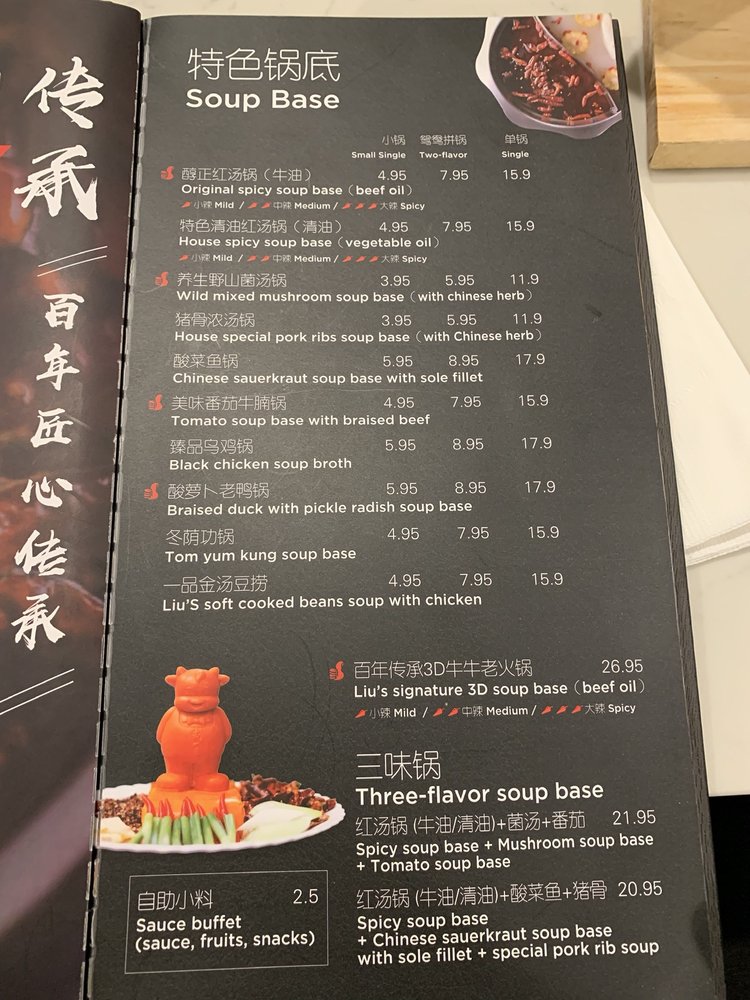 传承
百年匠心传承
特色锅底
Soup Base
小锅 鸳鸯拼锅 单锅
Small Single Two-flavor Single
醇正红汤锅（牛油） 4.95 7.95 15.9
Original spicy soup base（beef oil）
小辣 Mild / 中辣 Medium / 大辣 Spicy
特色清油红汤锅（清油） 4.95 7.95 15.9
House spicy soup base（vegetable oil）
小辣 Mild / 中辣 Medium / 大辣 Spicy
养生野山菌汤锅 3.95 5.95 11.9
Wild mixed mushroom soup base（with chinese herb）
猪骨浓汤锅 3.95 5.95 11.9
House special pork ribs soup base（with Chinese herb）
酸菜鱼锅 5.95 8.95 17.9
Chinese sauerkraut soup base with sole fillet
美味番茄牛腩锅 4.95 7.95 15.9
Tomato soup base with braised beef
臻品乌鸡锅 5.95 8.95 17.9
Black chicken soup broth
酸萝卜老鸭锅 5.95 8.95 17.9
Braised duck with pickle radish soup base
冬荫功锅 4.95 7.95 15.9
Tom yum kung soup base
一品金汤豆捞 4.95 7.95 15.9
Liu'S soft cooked beans soup with chicken
百年传承3D牛牛老火锅 26.95
Liu's signature 3D soup base（beef oil）
小辣 Mild / 中辣 Medium / 大辣 Spicy
三味锅
Three-flavor soup base
红汤锅 (牛油/清油)+菌汤+番茄 21.95
Spicy soup base + Mushroom soup base
+ Tomato soup base
红汤锅 (牛油/清油)+酸菜鱼+猪骨 20.95
Spicy soup base
+ Chinese sauerkraut soup base
with sole fillet + special pork rib soup
自助小料 2.5
Sauce buffet
(sauce, fruits, snacks)